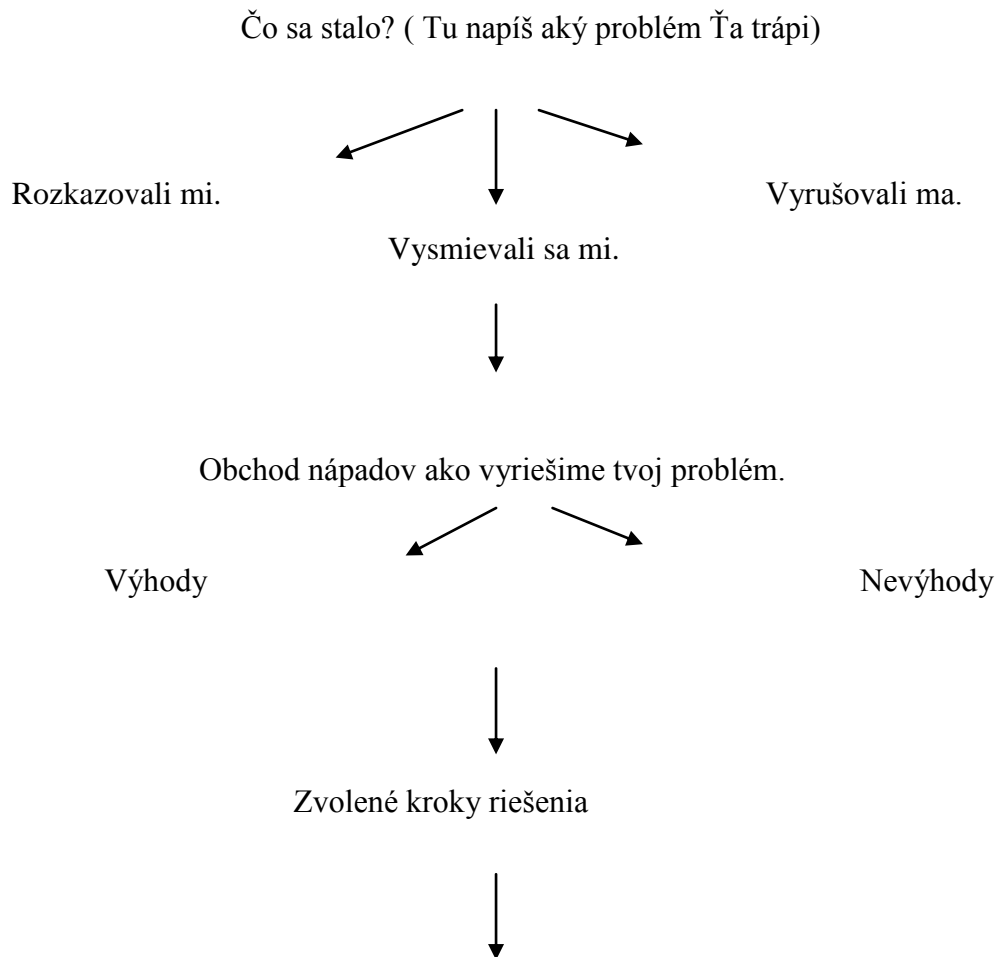 Čo sa stalo? ( Tu napíš aký problém Ťa trápi)
Rozkazovali mi.
Vyrušovali ma.
Vysmievali sa mi.
Obchod nápadov ako vyriešime tvoj problém.
Výhody
Nevýhody
Zvolené kroky riešenia